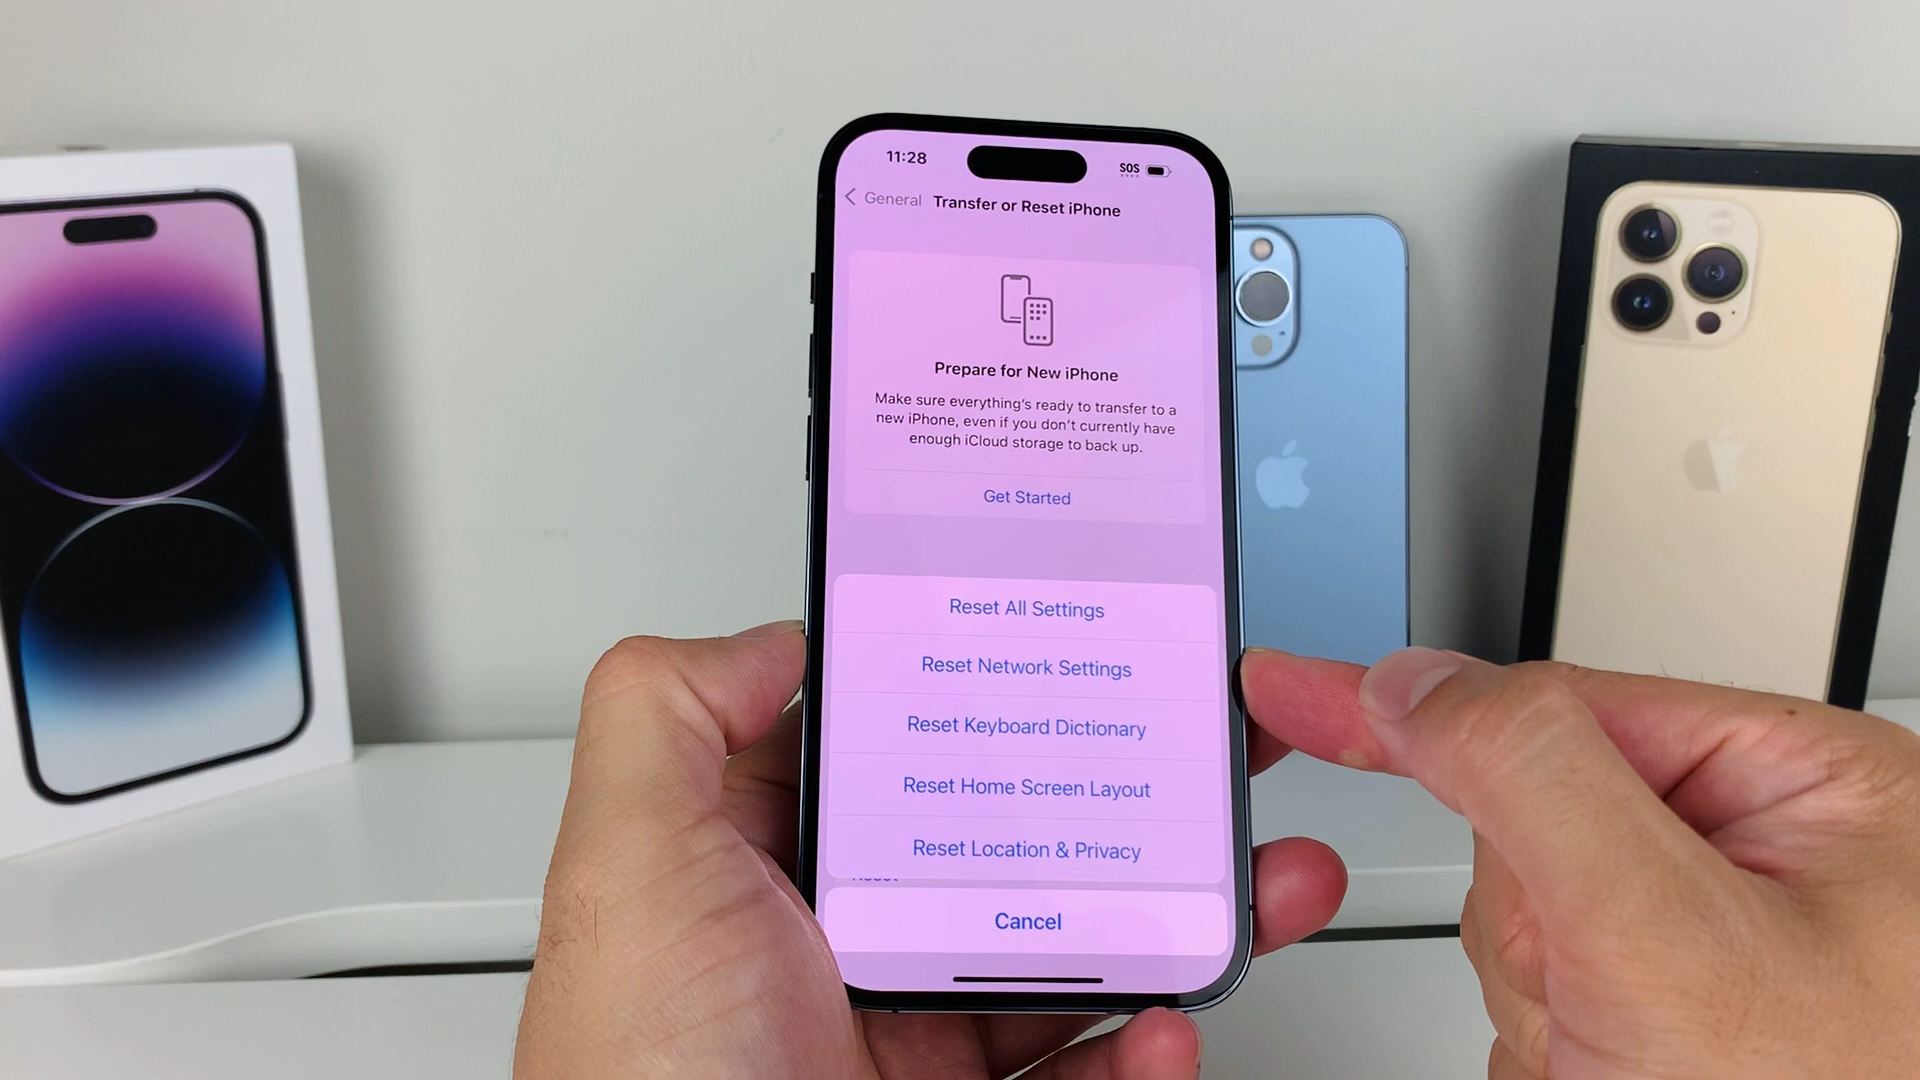 11:28
SOS
General
Transfer or Reset iPhone
Prepare for New iPhone
Make sure everything's ready to transfer to a
new iPhone, even if you don't currently have
enough iCloud storage to back up.
Get Started
Reset All Settings
Reset Network Settings
Reset Keyboard Dictionary
Reset Home Screen Layout
Reset Location & Privacy
Reset
Cancel